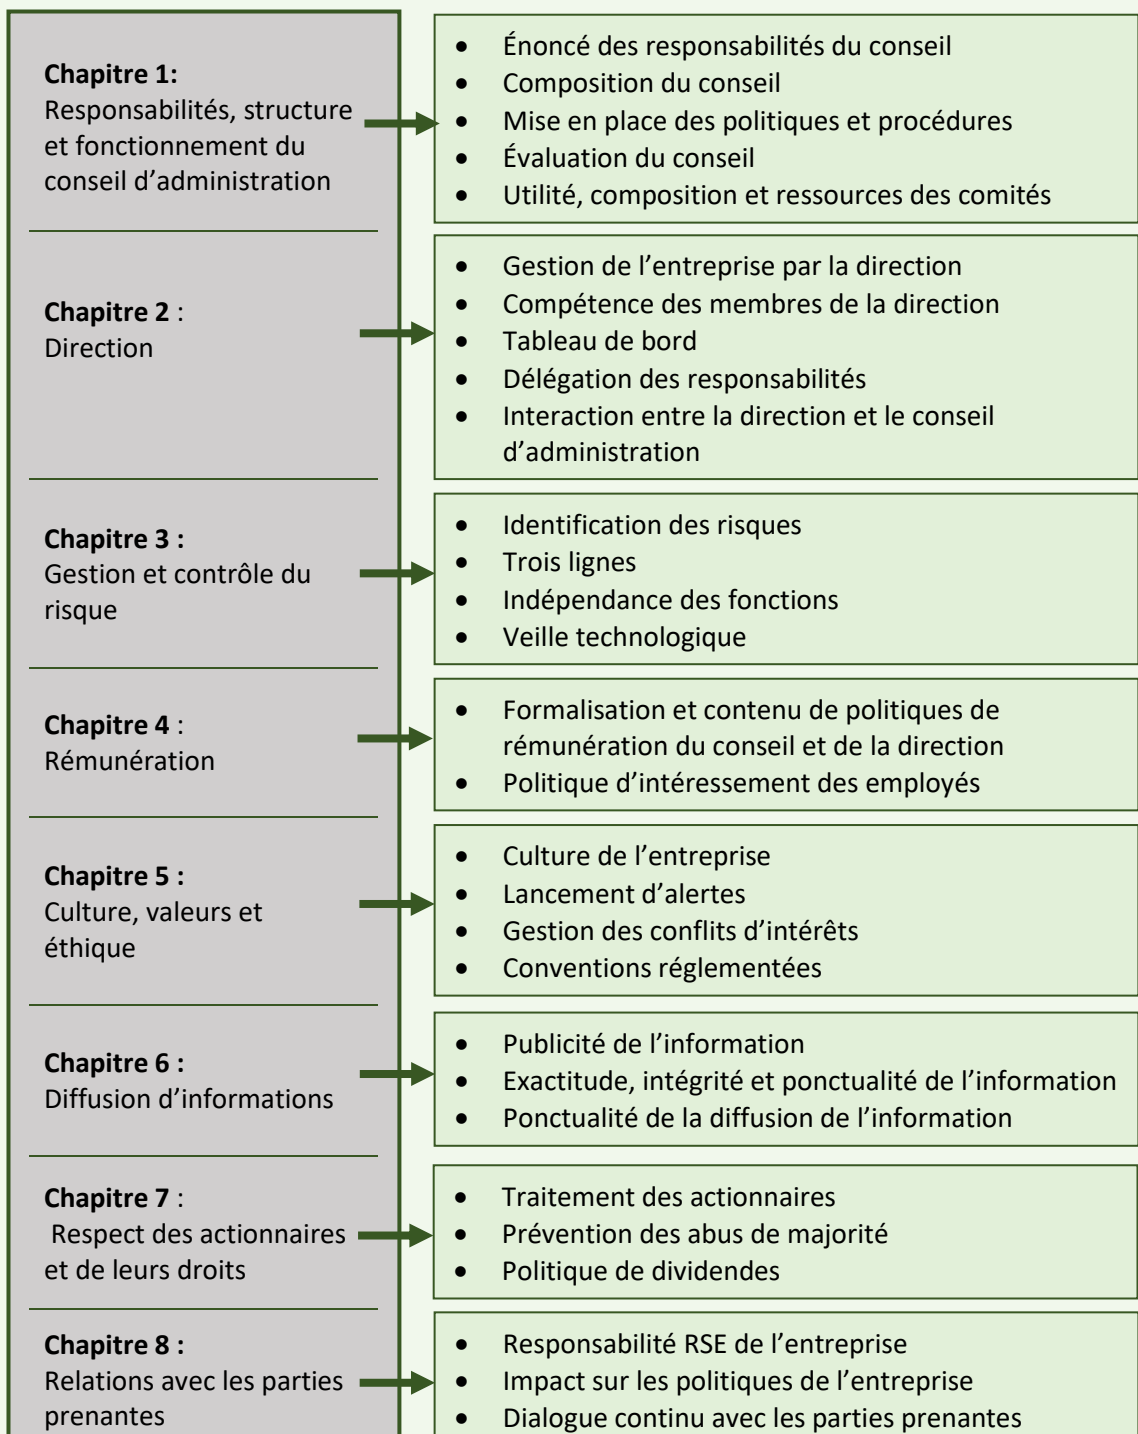 Chapitre 1:
Responsabilités, structure
et fonctionnement du
conseil d’administration
• Énoncé des responsabilités du conseil
• Composition du conseil
• Mise en place des politiques et procédures
• Évaluation du conseil
• Utilité, composition et ressources des comités
Chapitre 2 :
Direction
• Gestion de l’entreprise par la direction
• Compétence des membres de la direction
• Tableau de bord
• Délégation des responsabilités
• Interaction entre la direction et le conseil
d’administration
Chapitre 3 :
Gestion et contrôle du
risque
• Identification des risques
• Trois lignes
• Indépendance des fonctions
• Veille technologique
Chapitre 4 :
Rémunération
• Formalisation et contenu de politiques de
rémunération du conseil et de la direction
• Politique d’intéressement des employés
Chapitre 5 :
Culture, valeurs et
éthique
• Culture de l’entreprise
• Lancement d’alertes
• Gestion des conflits d’intérêts
• Conventions réglementées
Chapitre 6 :
Diffusion d’informations
• Publicité de l’information
• Exactitude, intégrité et ponctualité de l’information
• Ponctualité de la diffusion de l’information
Chapitre 7 :
Respect des actionnaires
et de leurs droits
• Traitement des actionnaires
• Prévention des abus de majorité
• Politique de dividendes
Chapitre 8 :
Relations avec les parties
prenantes
• Responsabilité RSE de l’entreprise
• Impact sur les politiques de l’entreprise
• Dialogue continu avec les parties prenantes